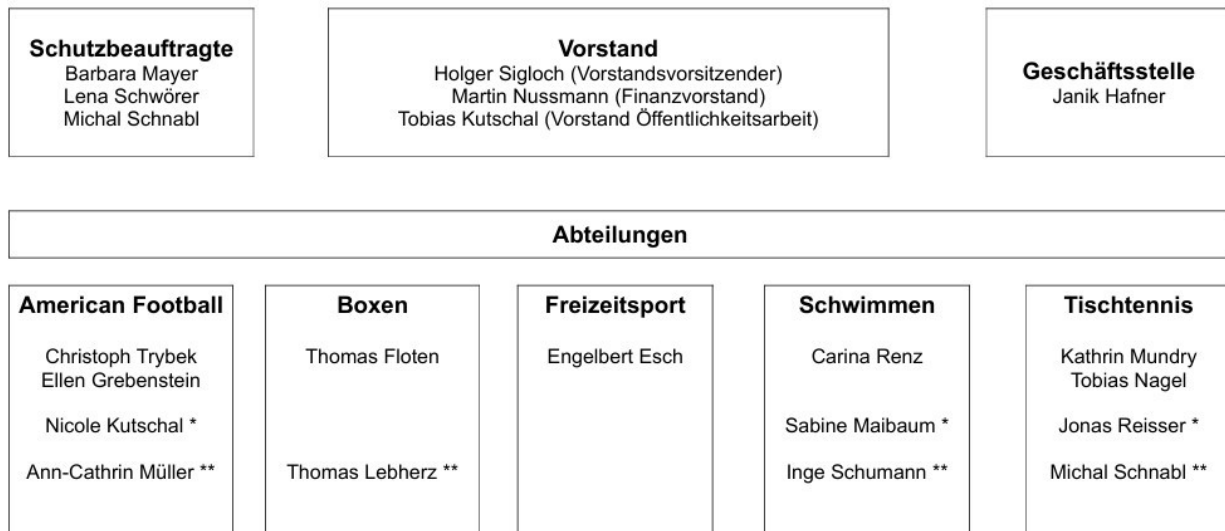 Schutzbeauftragte
Barbara Mayer
Lena Schwörer
Michal Schnabl
Vorstand
Holger Sigloch (Vorstandsvorsitzender)
Martin Nussmann (Finanzvorstand)
Tobias Kutschal (Vorstand Öffentlichkeitsarbeit)
Geschäftsstelle
Janik Hafner
Abteilungen
American Football
Christoph Trybek
Ellen Grebenstein
Nicole Kutschal *
Ann-Cathrin Müller **
Boxen
Thomas Floten
Thomas Lebherz **
Freizeitsport
Engelbert Esch
Schwimmen
Carina Renz
Sabine Maibaum *
Inge Schumann **
Tischtennis
Kathrin Mundry
Tobias Nagel
Jonas Reisser *
Michal Schnabl **